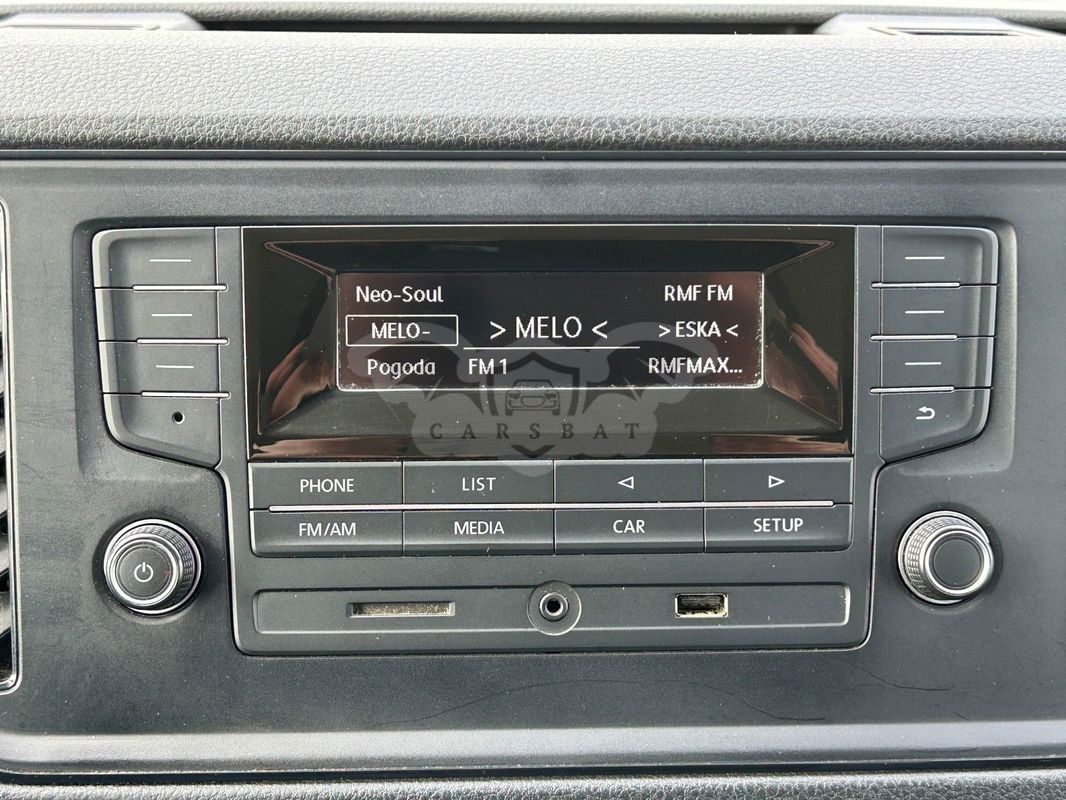 Neo-Soul
RMF FM
MELO-
> MELO <
> ESKA <
Pogoda
FM 1
RMFMAX...
CARSBAT
PHONE
LIST
FM/AM
MEDIA
CAR
SETUP